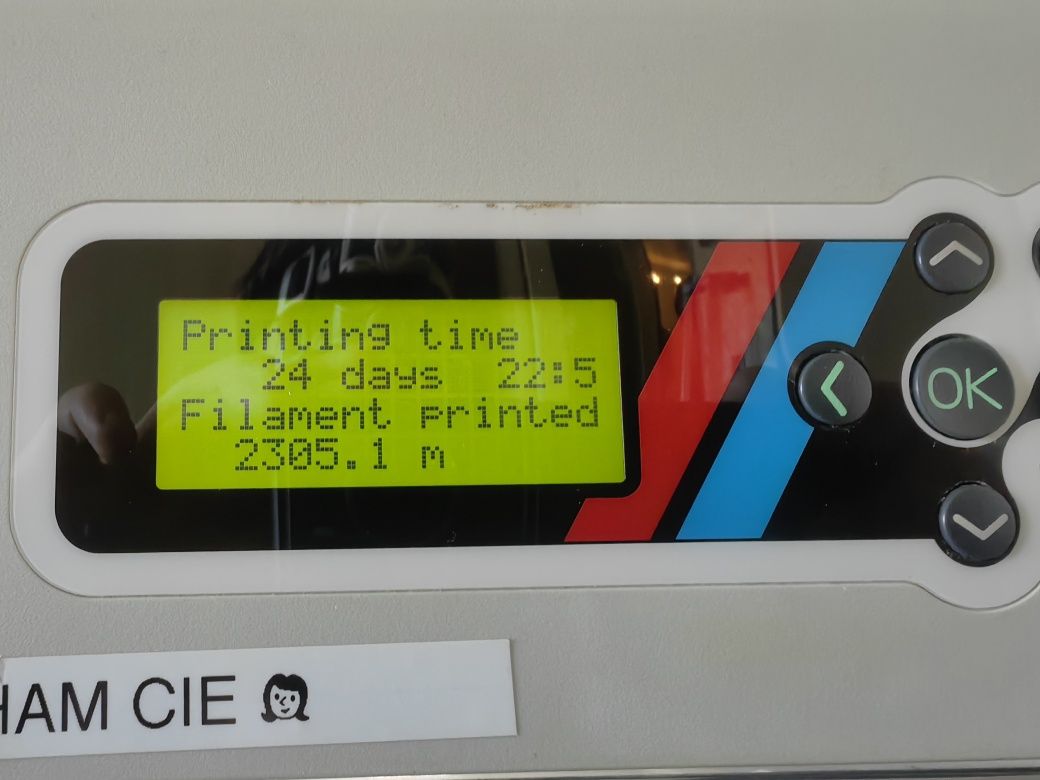 Printing time
24 days 22:5
Filament printed
2305.1 m
OK
HAM CIE